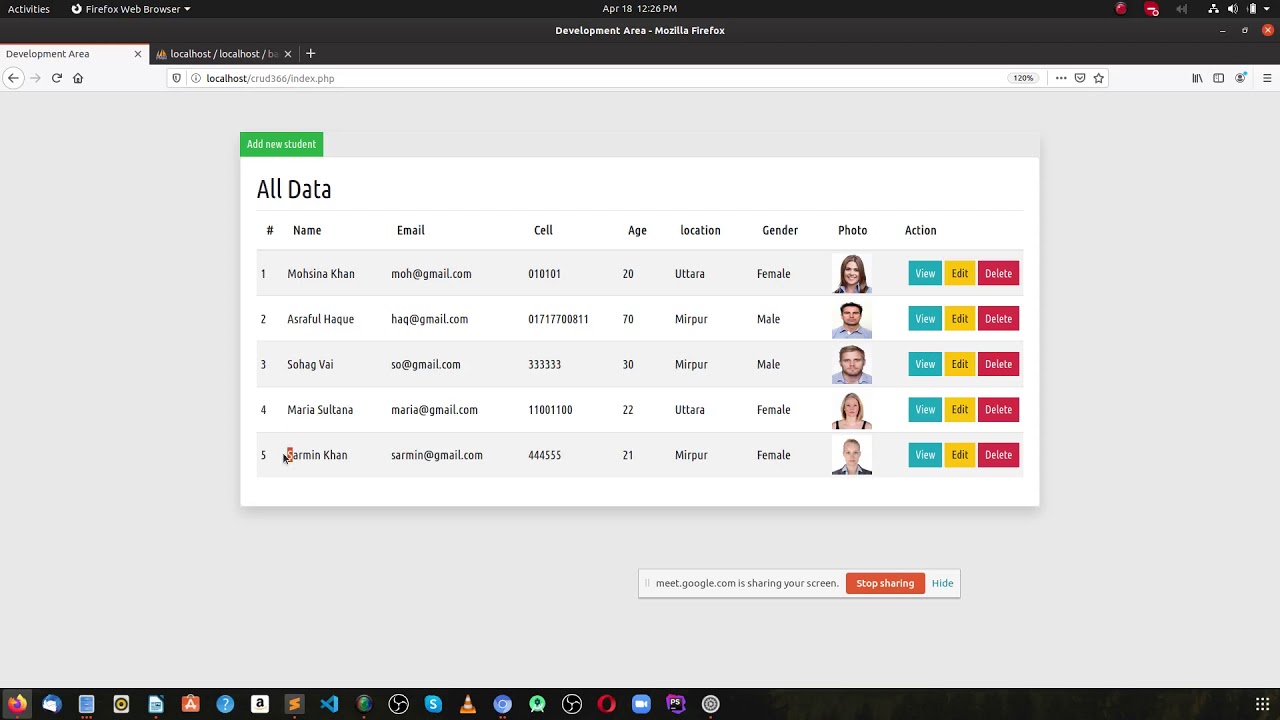 Activities Firefox Web Browser Apr 18 12:26 PM
Development Area - Mozilla Firefox
Development Area localhost / localhost / ba
localhost/crud366/index.php 120%
Add new student
All Data
# Name Email Cell Age location Gender Photo Action
1 Mohsina Khan moh@gmail.com 010101 20 Uttara Female View Edit Delete
2 Asraful Haque haq@gmail.com 01717700811 70 Mirpur Male View Edit Delete
3 Sohag Vai so@gmail.com 333333 30 Mirpur Male View Edit Delete
4 Maria Sultana maria@gmail.com 11001100 22 Uttara Female View Edit Delete
5 Sarmin Khan sarmin@gmail.com 444555 21 Mirpur Female View Edit Delete
meet.google.com is sharing your screen. Stop sharing Hide